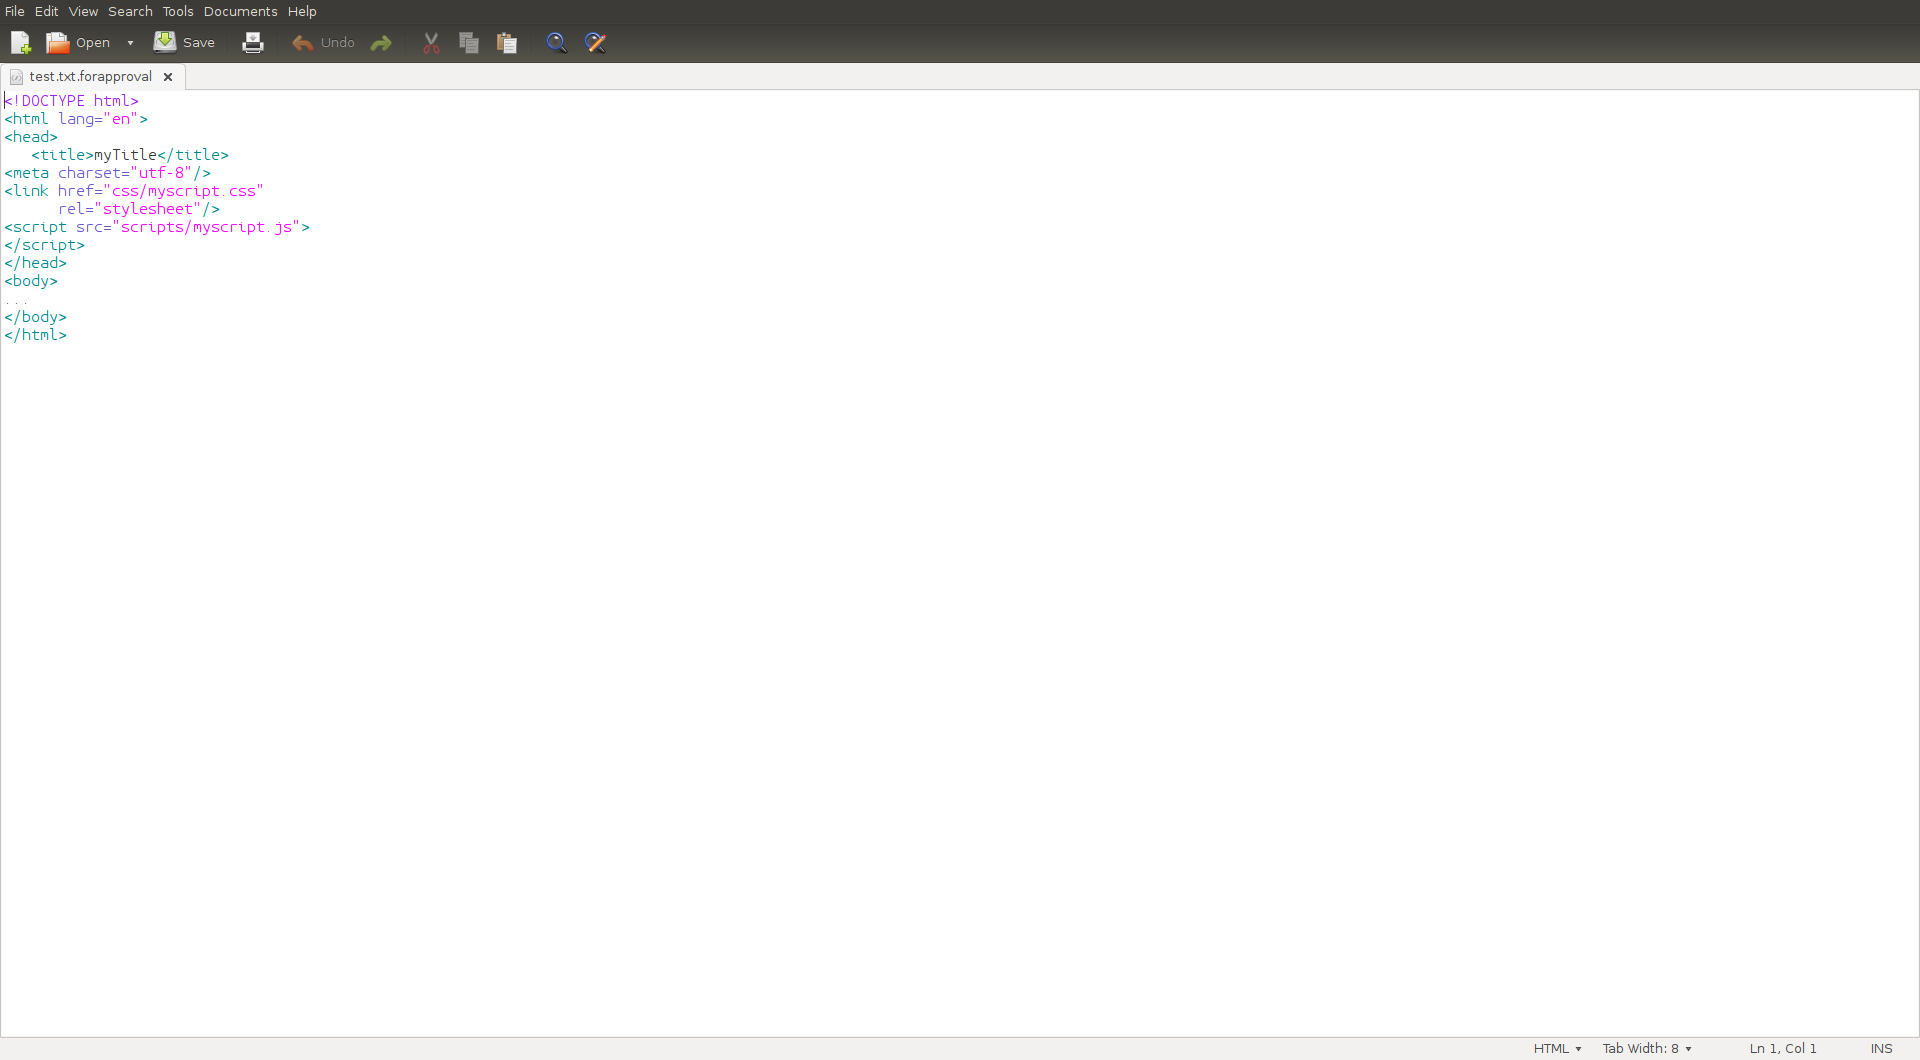 File Edit View Search Tools Documents Help
Open Save Undo
test.txt.forapproval
<!DOCTYPE html>
<html lang="en">
<head>
   <title>myTitle</title>
<meta charset="utf-8"/>
<link href="css/myscript.css"
      rel="stylesheet"/>
<script src="scripts/myscript.js">
</script>
</head>
<body>
...
</body>
</html>
HTML Tab Width: 8 Ln 1, Col 1 INS